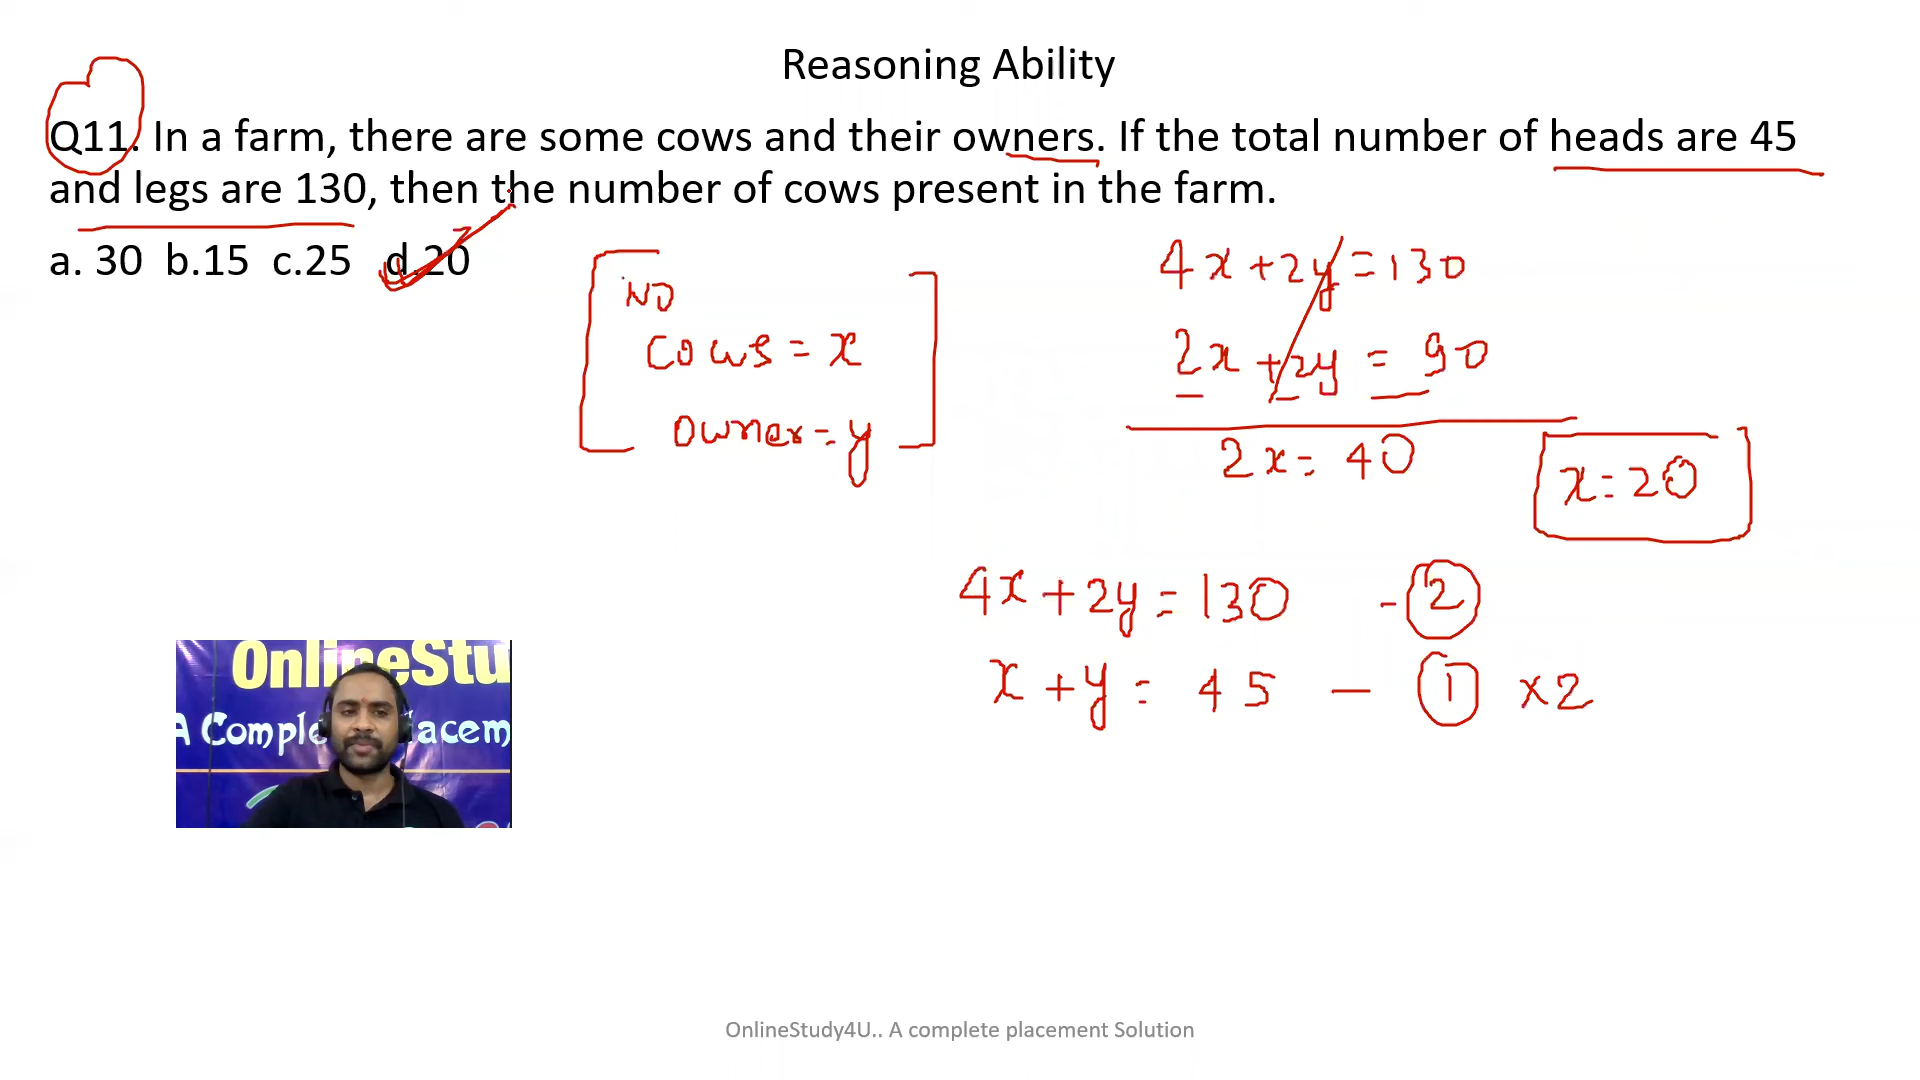 Reasoning Ability
Q11. In a farm, there are some cows and their owners. If the total number of heads are 45
and legs are 130, then the number of cows present in the farm.
a. 30 b.15 c.25 d.20
NO
Cows = x
Owner = y
4x + 2y = 130
2x + 2y = 90
2x = 40
x = 20
4x + 2y = 130 - 2
x + y = 45 - 1 ×2
OnlineStu
A Comple acem
OnlineStudy4U.. A complete placement Solution